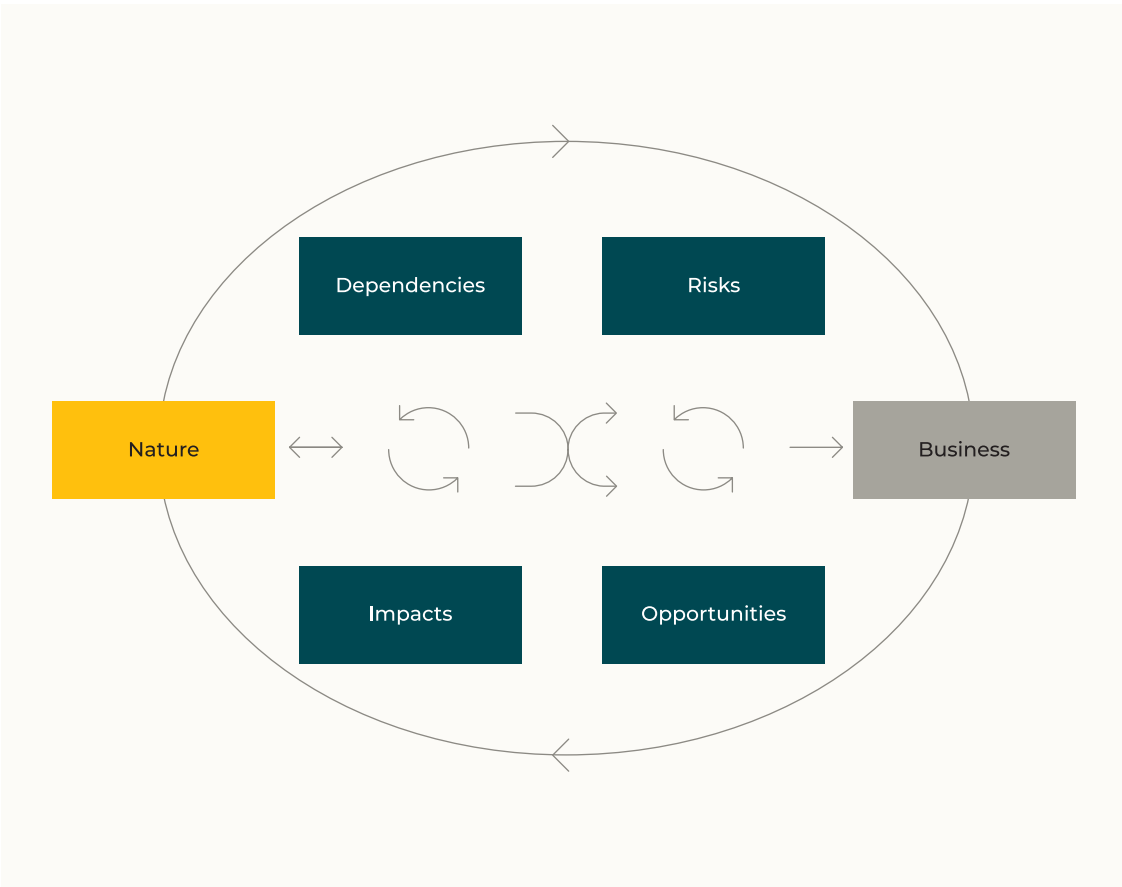 Dependencies
Risks
Nature
Business
Impacts
Opportunities